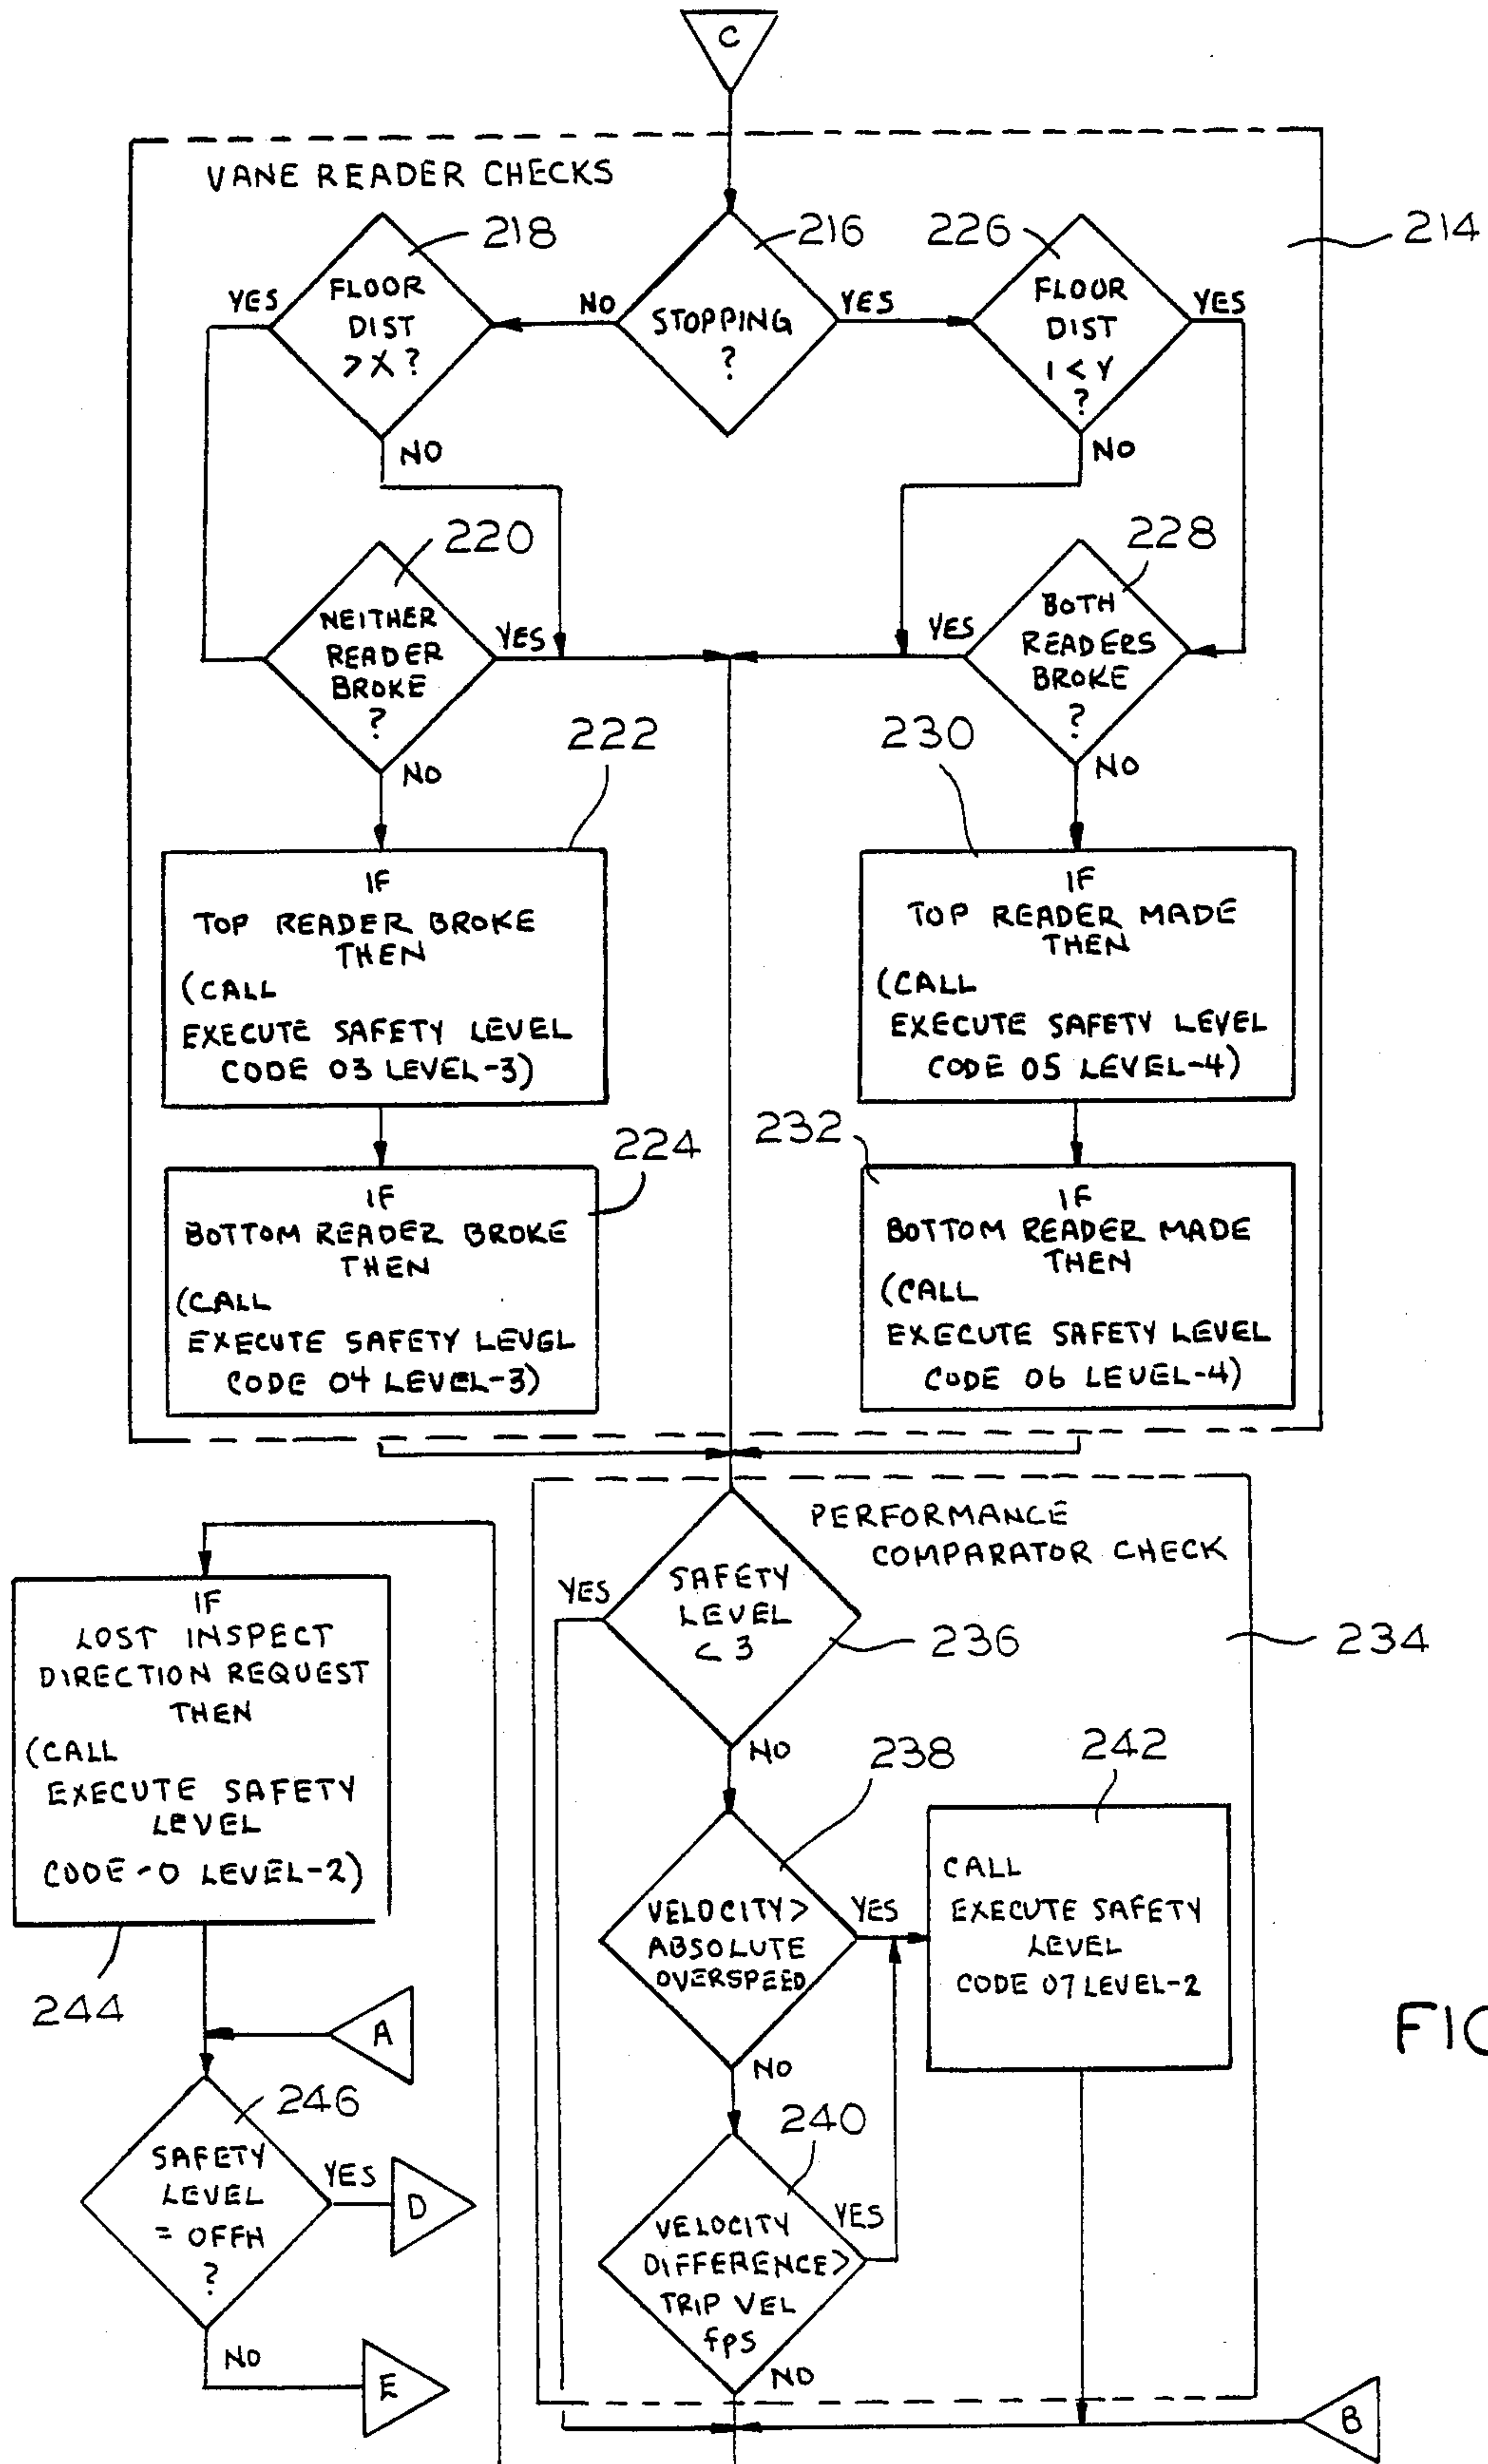 C
VANE READER CHECKS
218
216
226
214
FLOOR
DIST
> X ?
YES
NO
STOPPING
?
YES
FLOOR
DIST
1 < Y
?
YES
NO
NO
220
228
NEITHER
READER
BROKE
?
YES
YES
BOTH
READERS
BROKE
?
222
230
NO
NO
IF
TOP READER BROKE
THEN
(CALL
EXECUTE SAFETY LEVEL
CODE 03 LEVEL-3)
IF
TOP READER MADE
THEN
(CALL
EXECUTE SAFETY LEVEL
CODE 05 LEVEL-4)
224
232
IF
BOTTOM READER BROKE
THEN
(CALL
EXECUTE SAFETY LEVEL
CODE 04 LEVEL-3)
IF
BOTTOM READER MADE
THEN
(CALL
EXECUTE SAFETY LEVEL
CODE 06 LEVEL-4)
PERFORMANCE
COMPARATOR CHECK
YES
SAFETY
LEVEL
< 3
236
234
NO
238
242
VELOCITY >
ABSOLUTE
OVERSPEED
YES
CALL
EXECUTE SAFETY
LEVEL
CODE 07 LEVEL-2
NO
240
VELOCITY
DIFFERENCE >
TRIP VEL
fps
YES
NO
B
IF
LOST INSPECT
DIRECTION REQUEST
THEN
(CALL
EXECUTE SAFETY
LEVEL
CODE-0 LEVEL-2)
244
A
246
SAFETY
LEVEL
= OFFH
?
YES
D
NO
E